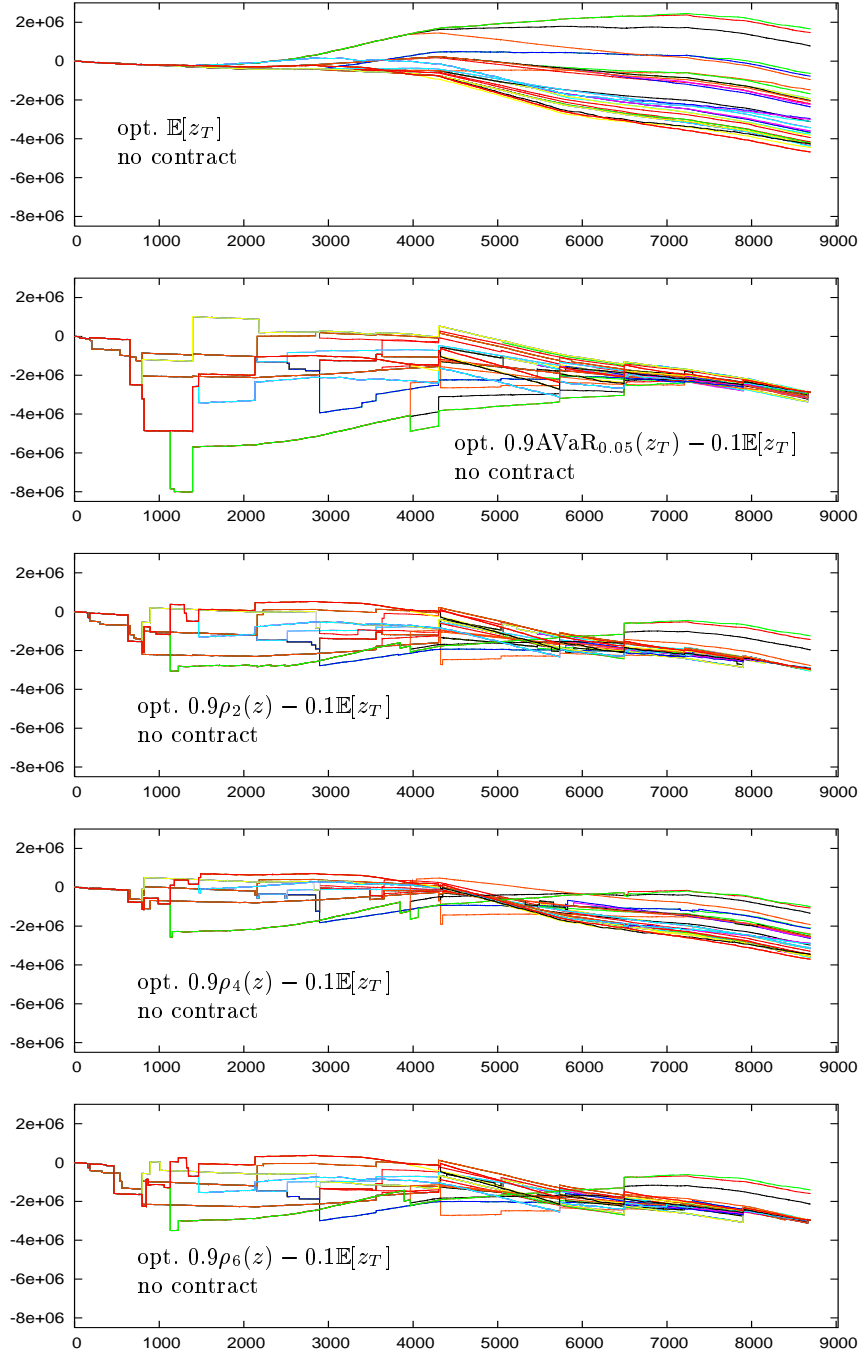 2e+06
0
-2e+06
-4e+06
-6e+06
-8e+06
opt. 𝔼[z_T]
no contract
0 1000 2000 3000 4000 5000 6000 7000 8000 9000
2e+06
0
-2e+06
-4e+06
-6e+06
-8e+06
opt. 0.9AVaR_{0.05}(z_T) − 0.1𝔼[z_T]
no contract
0 1000 2000 3000 4000 5000 6000 7000 8000 9000
2e+06
0
-2e+06
-4e+06
-6e+06
-8e+06
opt. 0.9ρ_2(z) − 0.1𝔼[z_T]
no contract
0 1000 2000 3000 4000 5000 6000 7000 8000 9000
2e+06
0
-2e+06
-4e+06
-6e+06
-8e+06
opt. 0.9ρ_4(z) − 0.1𝔼[z_T]
no contract
0 1000 2000 3000 4000 5000 6000 7000 8000 9000
2e+06
0
-2e+06
-4e+06
-6e+06
-8e+06
opt. 0.9ρ_6(z) − 0.1𝔼[z_T]
no contract
0 1000 2000 3000 4000 5000 6000 7000 8000 9000